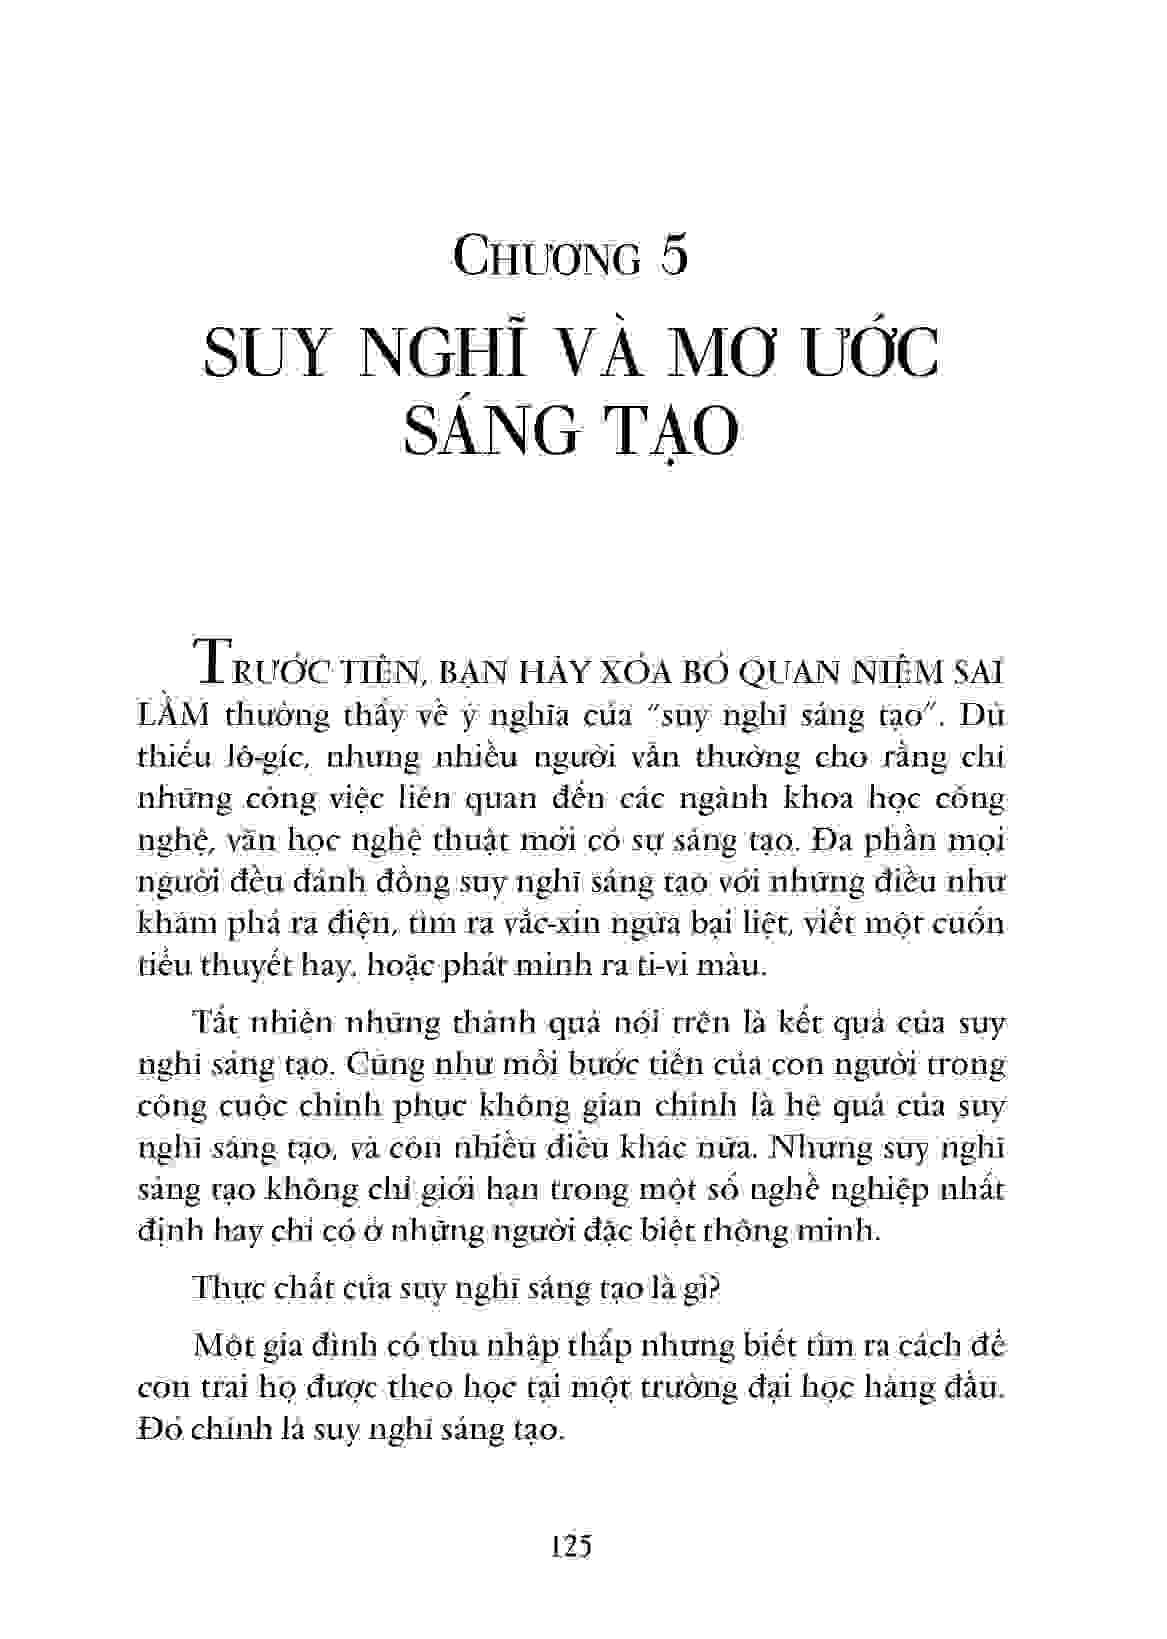 CHƯƠNG 5
SUY NGHĨ VÀ MƠ ƯỚC
SÁNG TẠO
TRƯỚC TIÊN, BẠN HÃY XÓA BỎ QUAN NIỆM SAI
LẦM thường thấy về ý nghĩa của “suy nghĩ sáng tạo”. Dù
thiếu lô-gíc, nhưng nhiều người vẫn thường cho rằng chỉ
những công việc liên quan đến các ngành khoa học công
nghệ, văn học nghệ thuật mới có sự sáng tạo. Đa phần mọi
người đều đánh đồng suy nghĩ sáng tạo với những điều như
khám phá ra điện, tìm ra vắc-xin ngừa bại liệt, viết một cuốn
tiểu thuyết hay, hoặc phát minh ra ti-vi màu.
Tất nhiên những thành quả nói trên là kết quả của suy
nghĩ sáng tạo. Cũng như mỗi bước tiến của con người trong
công cuộc chinh phục không gian chính là hệ quả của suy
nghĩ sáng tạo, và còn nhiều điều khác nữa. Nhưng suy nghĩ
sáng tạo không chỉ giới hạn trong một số nghề nghiệp nhất
định hay chỉ có ở những người đặc biệt thông minh.
Thực chất của suy nghĩ sáng tạo là gì?
Một gia đình có thu nhập thấp nhưng biết tìm ra cách để
con trai họ được theo học tại một trường đại học hàng đầu.
Đó chính là suy nghĩ sáng tạo.
125